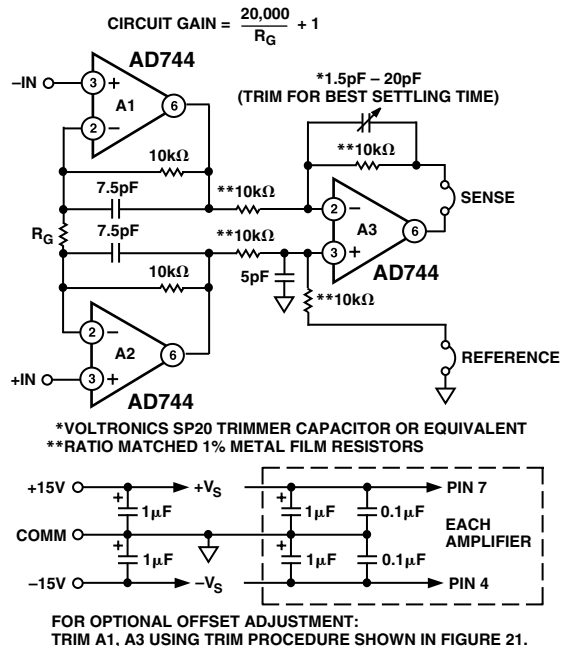 CIRCUIT GAIN = 20,000 / RG + 1
AD744
–IN
3
+
A1
6
2
–
10kΩ
7.5pF
7.5pF
RG
10kΩ
2
–
A2
6
+IN
3
+
AD744
*1.5pF – 20pF
(TRIM FOR BEST SETTLING TIME)
**10kΩ
**10kΩ
2
–
A3
6
3
+
AD744
SENSE
**10kΩ
5pF
**10kΩ
REFERENCE
*VOLTRONICS SP20 TRIMMER CAPACITOR OR EQUIVALENT
**RATIO MATCHED 1% METAL FILM RESISTORS
+15V
+VS
PIN 7
+
1μF
+
1μF
0.1μF
COMM
EACH
AMPLIFIER
+
1μF
+
1μF
0.1μF
–15V
–VS
PIN 4
FOR OPTIONAL OFFSET ADJUSTMENT:
TRIM A1, A3 USING TRIM PROCEDURE SHOWN IN FIGURE 21.